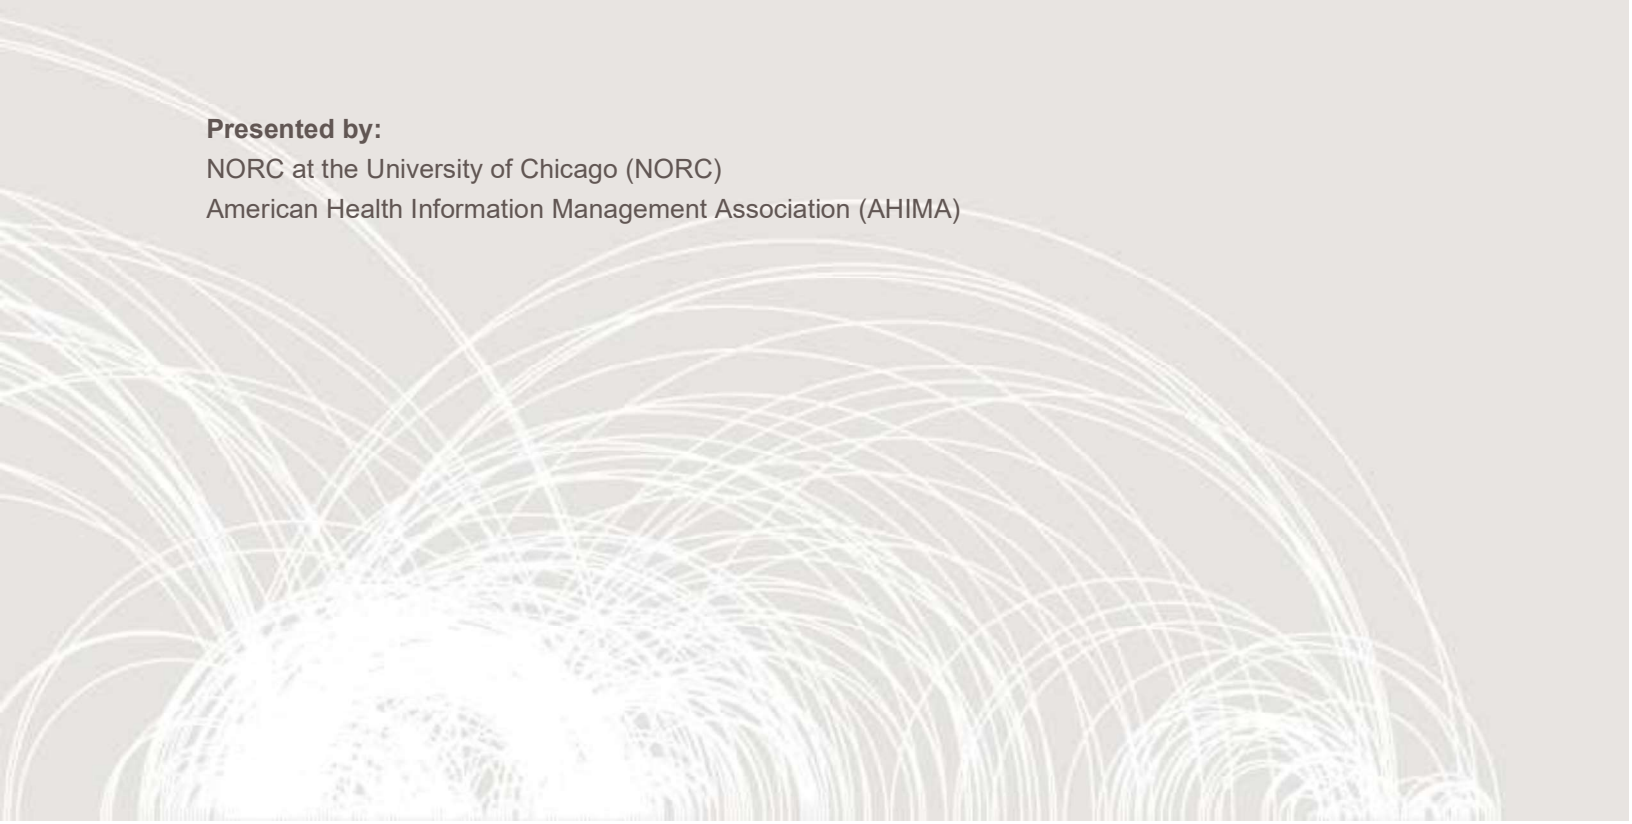 Presented by:
NORC at the University of Chicago (NORC)
American Health Information Management Association (AHIMA)